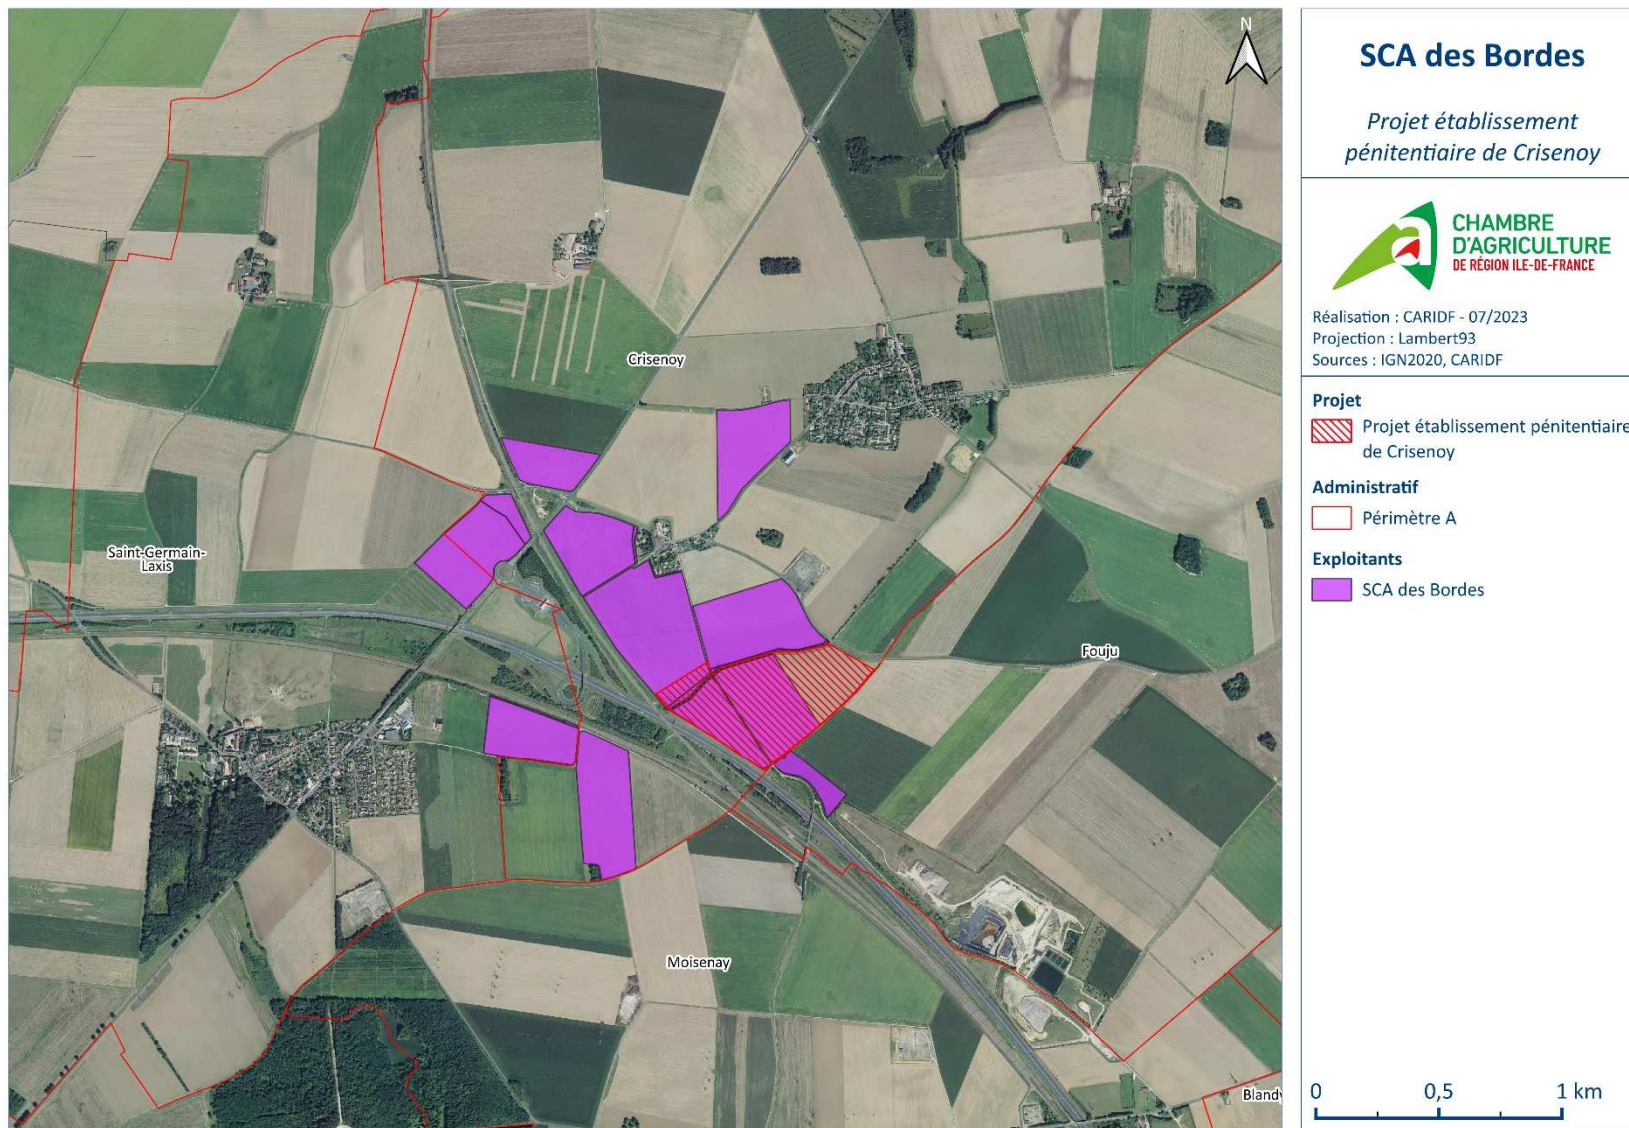 N
Crisenoy
Saint-Germain-
Laxis
Fouju
Moisenay
Blandy
SCA des Bordes
Projet établissement
pénitentiaire de Crisenoy
CHAMBRE
D'AGRICULTURE
DE RÉGION ILE-DE-FRANCE
Réalisation : CARIDF - 07/2023
Projection : Lambert93
Sources : IGN2020, CARIDF
Projet
Projet établissement pénitentiaire
de Crisenoy
Administratif
Périmètre A
Exploitants
SCA des Bordes
0 0,5 1 km